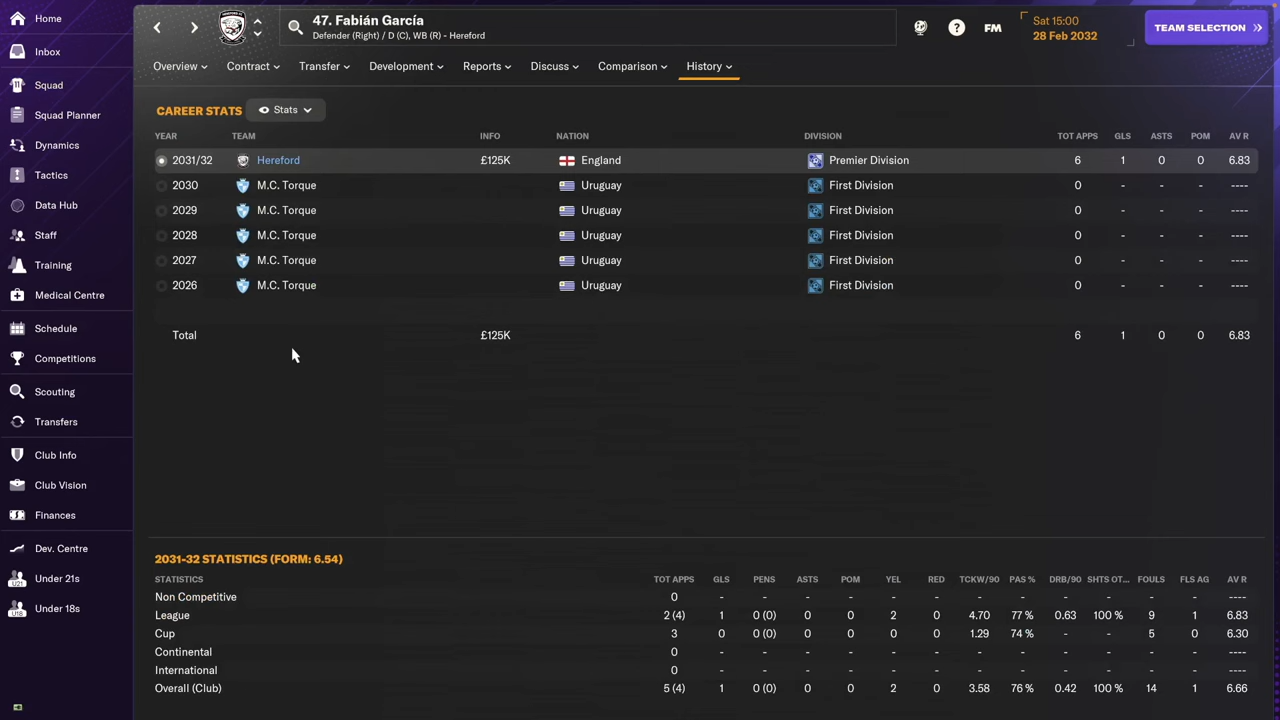 Home
Inbox
Squad
Squad Planner
Dynamics
Tactics
Data Hub
Staff
Training
Medical Centre
Schedule
Competitions
Scouting
Transfers
Club Info
Club Vision
Finances
Dev. Centre
U21 Under 21s
U18 Under 18s
47. Fabián García
Defender (Right) / D (C), WB (R) - Hereford
? FM
Sat 15:00
28 Feb 2032
TEAM SELECTION
Overview Contract Transfer Development Reports Discuss Comparison History
CAREER STATS Stats
YEAR TEAM INFO NATION DIVISION TOT APPS GLS ASTS POM AV R
2031/32 Hereford £125K England Premier Division 6 1 0 0 6.83
2030 M.C. Torque Uruguay First Division 0 - - - ----
2029 M.C. Torque Uruguay First Division 0 - - - ----
2028 M.C. Torque Uruguay First Division 0 - - - ----
2027 M.C. Torque Uruguay First Division 0 - - - ----
2026 M.C. Torque Uruguay First Division 0 - - - ----
Total £125K 6 1 0 0 6.83
2031-32 STATISTICS (FORM: 6.54)
STATISTICS TOT APPS GLS PENS ASTS POM YEL RED TCKW/90 PAS % DRB/90 SHTS OT... FOULS FLS AG AV R
Non Competitive 0 - - - - - - - - - - - - ----
League 2 (4) 1 0 (0) 0 0 2 0 4.70 77 % 0.63 100 % 9 1 6.83
Cup 3 0 0 (0) 0 0 0 0 1.29 74 % - - 5 0 6.30
Continental 0 - - - - - - - - - - - - ----
International 0 - - - - - - - - - - - - ----
Overall (Club) 5 (4) 1 0 (0) 0 0 2 0 3.58 76 % 0.42 100 % 14 1 6.66